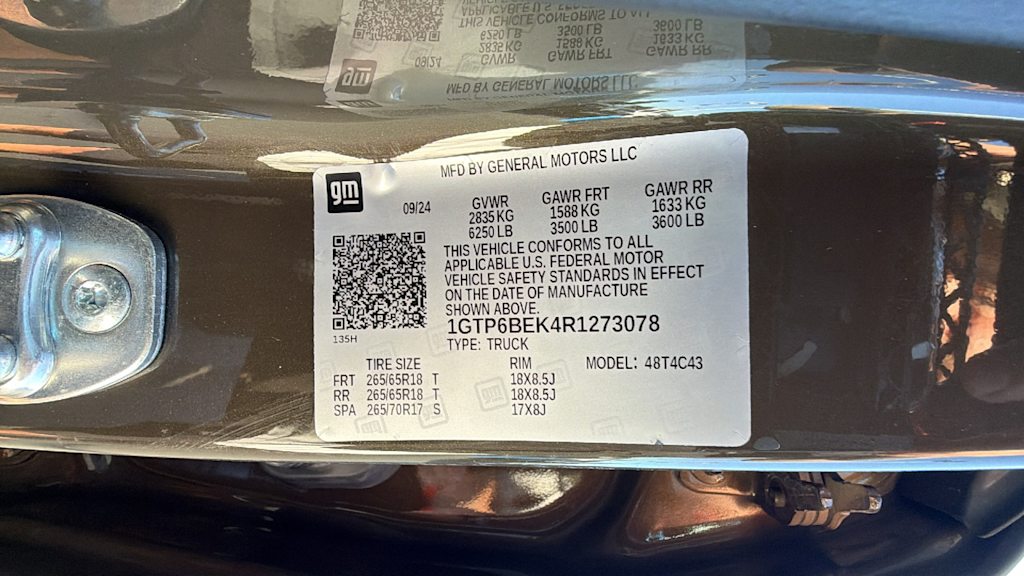 MFD BY GENERAL MOTORS LLC
gm
09/24
GVWR GAWR FRT GAWR RR
2835 KG 1588 KG 1633 KG
6250 LB 3500 LB 3600 LB
THIS VEHICLE CONFORMS TO ALL
APPLICABLE U.S. FEDERAL MOTOR
VEHICLE SAFETY STANDARDS IN EFFECT
ON THE DATE OF MANUFACTURE
SHOWN ABOVE.
1GTP6BEK4R1273078
135H
TYPE: TRUCK
TIRE SIZE RIM MODEL: 48T4C43
FRT 265/65R18 T 18X8.5J
RR 265/65R18 T 18X8.5J
SPA 265/70R17 S 17X8J